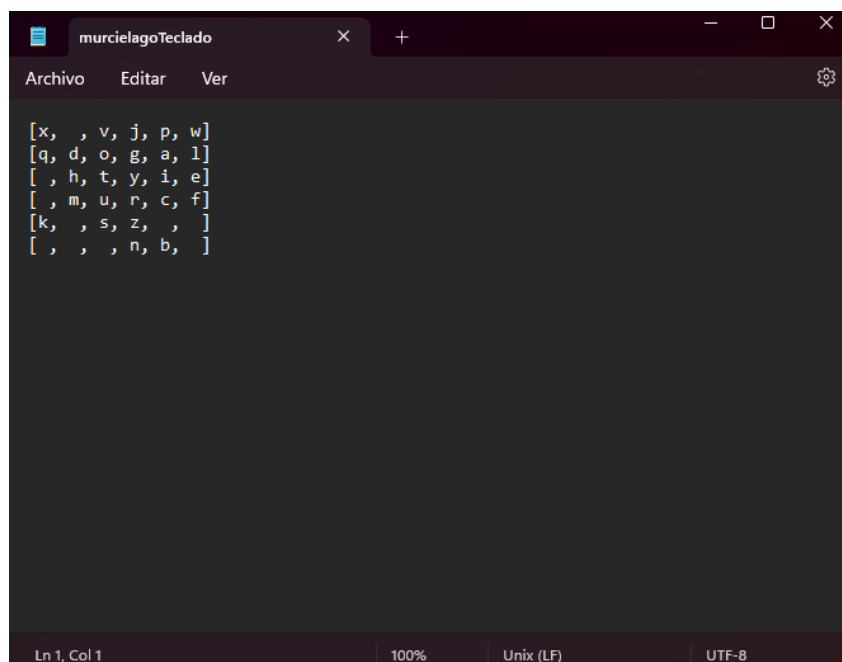 murcielagoTeclado
Archivo Editar Ver
[x,  , v, j, p, w]
[q, d, o, g, a, l]
[ , h, t, y, i, e]
[ , m, u, r, c, f]
[k,  , s, z,  ,  ]
[ ,  ,  , n, b,  ]
Ln 1, Col 1 100% Unix (LF) UTF-8